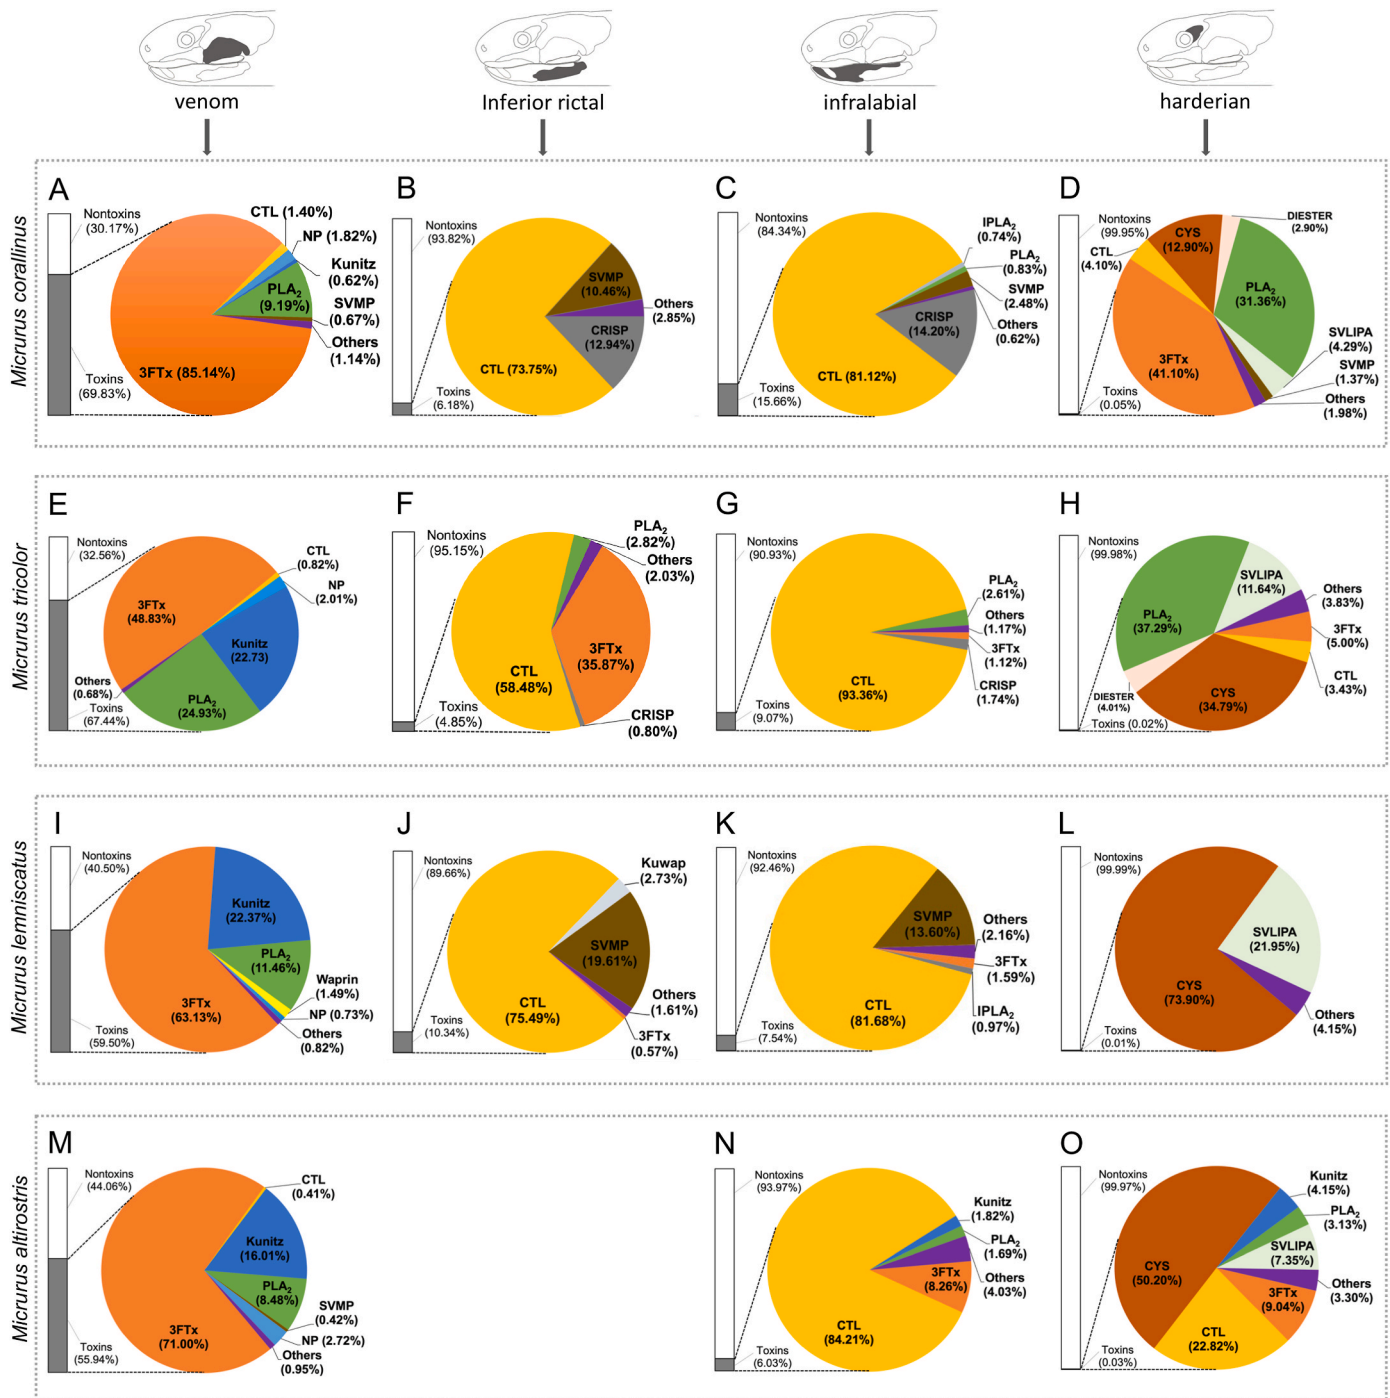 venom
Inferior rictal
infralabial
harderian
Micrurus corallinus
A
Nontoxins
(30.17%)
Toxins
(69.83%)
CTL (1.40%)
NP (1.82%)
Kunitz
(0.62%)
PLA2
(9.19%)
SVMP
(0.67%)
Others
(1.14%)
3FTx (85.14%)
B
Nontoxins
(93.82%)
Toxins
(6.18%)
SVMP
(10.46%)
Others
(2.85%)
CRISP
(12.94%)
CTL (73.75%)
C
Nontoxins
(84.34%)
Toxins
(15.66%)
IPLA2
(0.74%)
PLA2
(0.83%)
SVMP
(2.48%)
Others
(0.62%)
CRISP
(14.20%)
CTL (81.12%)
D
Nontoxins
(99.95%)
Toxins
(0.05%)
CTL
(4.10%)
CYS
(12.90%)
DIESTER
(2.90%)
PLA2
(31.36%)
SVLIPA
(4.29%)
SVMP
(1.37%)
Others
(1.98%)
3FTx
(41.10%)
Micrurus tricolor
E
Nontoxins
(32.56%)
CTL
(0.82%)
NP
(2.01%)
3FTx
(48.83%)
Kunitz
(22.73)
PLA2
(24.93%)
Others
(0.68%)
Toxins
(67.44%)
F
Nontoxins
(95.15%)
PLA2
(2.82%)
Others
(2.03%)
3FTx
(35.87%)
CTL
(58.48%)
CRISP
(0.80%)
Toxins
(4.85%)
G
Nontoxins
(90.93%)
PLA2
(2.61%)
Others
(1.17%)
3FTx
(1.12%)
CRISP
(1.74%)
CTL
(93.36%)
Toxins
(9.07%)
H
Nontoxins
(99.98%)
SVLIPA
(11.64%)
Others
(3.83%)
3FTx
(5.00%)
CTL
(3.43%)
PLA2
(37.29%)
DIESTER
(4.01%)
CYS
(34.79%)
Toxins (0.02%)
Micrurus lemniscatus
I
Nontoxins
(40.50%)
Kunitz
(22.37%)
PLA2
(11.46%)
Waprin
(1.49%)
NP (0.73%)
Others
(0.82%)
3FTx
(63.13%)
Toxins
(59.50%)
J
Nontoxins
(89.66%)
Kuwap
(2.73%)
SVMP
(19.61%)
Others
(1.61%)
3FTx
(0.57%)
CTL
(75.49%)
Toxins
(10.34%)
K
Nontoxins
(92.46%)
SVMP
(13.60%)
Others
(2.16%)
3FTx
(1.59%)
IPLA2
(0.97%)
CTL
(81.68%)
Toxins
(7.54%)
L
Nontoxins
(99.99%)
SVLIPA
(21.95%)
Others
(4.15%)
CYS
(73.90%)
Toxins
(0.01%)
Micrurus altirostris
M
Nontoxins
(44.06%)
CTL
(0.41%)
Kunitz
(16.01%)
PLA2
(8.48%)
SVMP
(0.42%)
NP (2.72%)
Others
(0.95%)
3FTx
(71.00%)
Toxins
(55.94%)
N
Nontoxins
(93.97%)
Kunitz
(1.82%)
PLA2
(1.69%)
Others
(4.03%)
3FTx
(8.26%)
CTL
(84.21%)
Toxins
(6.03%)
O
Nontoxins
(99.97%)
Kunitz
(4.15%)
PLA2
(3.13%)
SVLIPA
(7.35%)
Others
(3.30%)
3FTx
(9.04%)
CTL
(22.82%)
CYS
(50.20%)
Toxins
(0.03%)